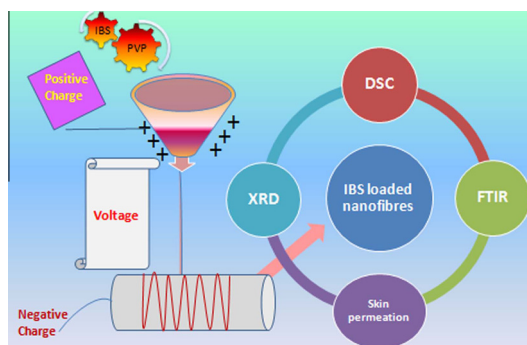 IBS
PVP
Positive
Charge
Voltage
Negative
Charge
DSC
XRD
IBS loaded
nanofibres
FTIR
Skin
permeation